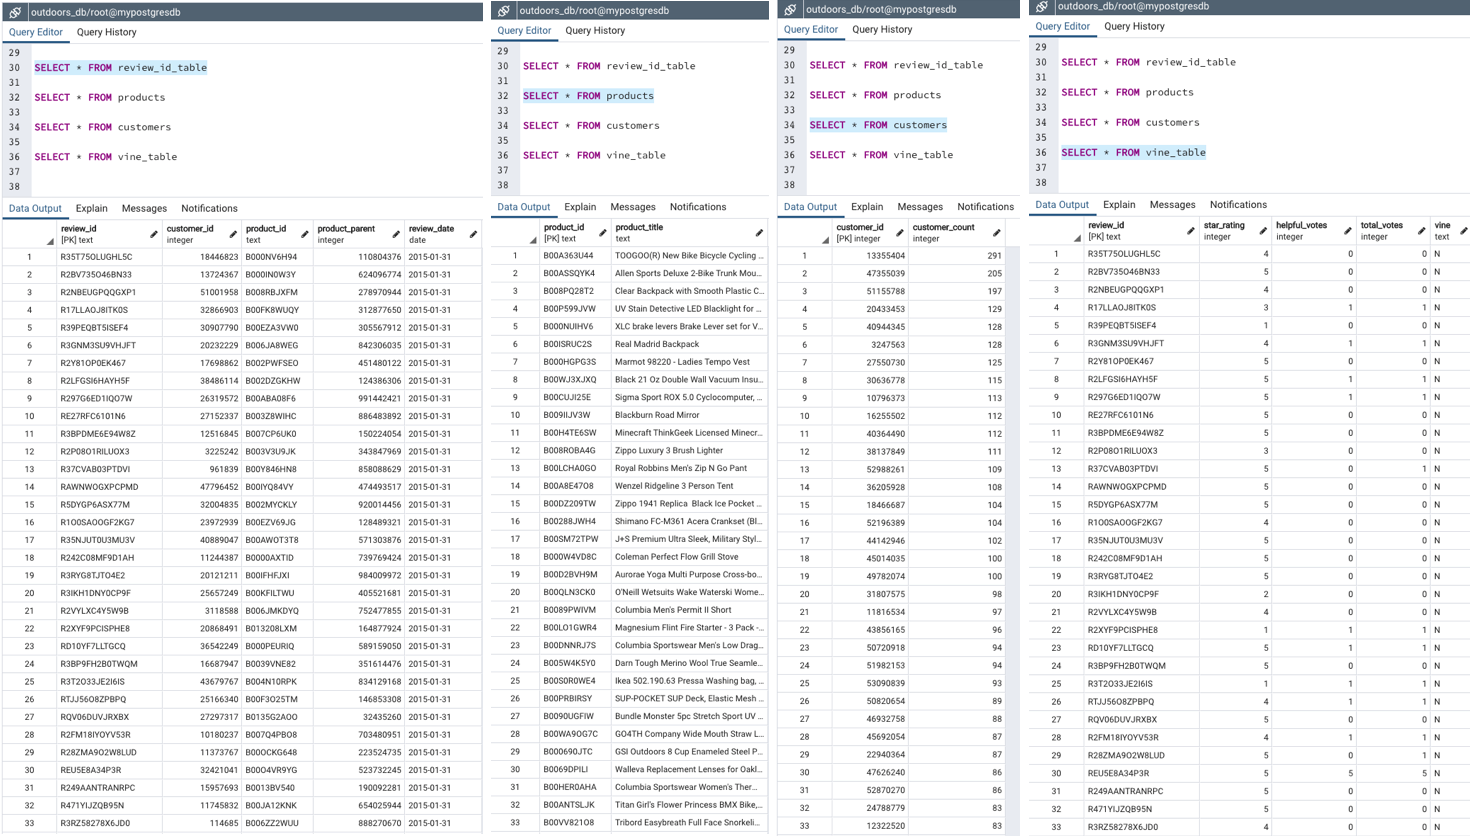 outdoors_db/root@mypostgresdb
Query Editor Query History
29
30 SELECT * FROM review_id_table
31
32 SELECT * FROM products
33
34 SELECT * FROM customers
35
36 SELECT * FROM vine_table
37
38
Data Output Explain Messages Notifications
review_id customer_id product_id product_parent review_date
[PK] text integer text integer date
1 R35T75OLUGHL5C 18446823 B000NV6H94 110804376 2015-01-31
2 R2BV735O46BN33 13724367 B000IN0W3Y 624096774 2015-01-31
3 R2NBEUGPQQGXP1 51001958 B008RBJXFM 278970944 2015-01-31
4 R17LLAOJ8ITK0S 32866903 B00FK8WUQY 312877650 2015-01-31
5 R39PEQBT5ISEF4 30907790 B00EZA3VW0 305567912 2015-01-31
6 R3GNM3SU9VHJFT 20232229 B006JA8WEG 842306035 2015-01-31
7 R2Y81OP0EK467 17698862 B002PWFSEO 451480122 2015-01-31
8 R2LFGSI6HAYH5F 38486114 B002DZGKHW 124386306 2015-01-31
9 R297G6ED1IQO7W 26319572 B00ABA08F6 991442421 2015-01-31
10 RE27RFC6101N6 27152337 B003Z8WIHC 886483892 2015-01-31
11 R3BPDME6E94W8Z 12516845 B007CP6UK0 150224054 2015-01-31
12 R2P08O1RILUOX3 3225242 B003V3U9JK 343847969 2015-01-31
13 R37CVAB03PTDVI 961839 B00Y846HN8 858088629 2015-01-31
14 RAWNWOGXPCPMD 47796452 B00IYQ84VY 474493517 2015-01-31
15 R5DYGP6ASX77M 32004835 B002MYCKLY 920014456 2015-01-31
16 R1O0SAOOGF2KG7 23972939 B00EZV69JG 128489321 2015-01-31
17 R35NJUT0U3MU3V 40889047 B00AWOT3T8 571303876 2015-01-31
18 R242C08MF9D1AH 11244387 B0000AXTID 739769424 2015-01-31
19 R3RYG8TJTO4E2 20121211 B00IFHFJXI 984009972 2015-01-31
20 R3IKH1DNY0CP9F 25657249 B00KFILTWU 405521681 2015-01-31
21 R2VYLXC4Y5W9B 3118588 B006JMKDYQ 752477855 2015-01-31
22 R2XYF9PCISPHE8 20868491 B013208LXM 164877924 2015-01-31
23 RD10YF7LLTGCQ 36542249 B000PEURIQ 589159050 2015-01-31
24 R3BP9FH2B0TWQM 16687947 B0039VNE82 351614476 2015-01-31
25 R3T2O33JE2I6IS 43679767 B004N10RPK 834129168 2015-01-31
26 RTJJ56O8ZPBPQ 25166340 B00F3O25TM 146853308 2015-01-31
27 RQV06DUVJRXBX 27297317 B0135G2AOO 32435260 2015-01-31
28 R2FM18IYOYV53R 10180237 B007Q4PBO8 703480951 2015-01-31
29 R28ZMA9O2W8LUD 11373767 B00OCKG648 223524735 2015-01-31
30 REU5E8A34P3R 32421041 B00O4VR9YG 523732245 2015-01-31
31 R249AANTRANRPC 15957693 B0013BV540 190092281 2015-01-31
32 R471YIJZQB95N 11745832 B00JA12KNK 654025944 2015-01-31
33 R3RZ58278X6JD0 114685 B006ZZ2WUU 888270670 2015-01-31
outdoors_db/root@mypostgresdb
Query Editor Query History
29
30 SELECT * FROM review_id_table
31
32 SELECT * FROM products
33
34 SELECT * FROM customers
35
36 SELECT * FROM vine_table
37
38
Data Output Explain Messages Notifications
product_id product_title
[PK] text text
1 B00A363U44 TOOGOO(R) New Bike Bicycle Cycling ...
2 B00ASSQYK4 Allen Sports Deluxe 2-Bike Trunk Mou...
3 B008PQ28T2 Clear Backpack with Smooth Plastic C...
4 B00P599JVW UV Stain Detective LED Blacklight for ...
5 B000NUIHV6 XLC brake levers Brake Lever set for V...
6 B00ISRUC2S Real Madrid Backpack
7 B000HGPG3S Marmot 98220 - Ladies Tempo Vest
8 B00WJ3XJXQ Black 21 Oz Double Wall Vacuum Insu...
9 B00CUJI25E Sigma Sport ROX 5.0 Cyclocomputer, ...
10 B009IIJV3W Blackburn Road Mirror
11 B00H4TE6SW Minecraft ThinkGeek Licensed Minecr...
12 B008ROBA4G Zippo Luxury 3 Brush Lighter
13 B00LCHA0GO Royal Robbins Men's Zip N Go Pant
14 B00A8E47O8 Wenzel Ridgeline 3 Person Tent
15 B00DZ209TW Zippo 1941 Replica Black Ice Pocket ...
16 B00288JWH4 Shimano FC-M361 Acera Crankset (Bl...
17 B00SM72TPW J+S Premium Ultra Sleek, Military Styl...
18 B000W4VD8C Coleman Perfect Flow Grill Stove
19 B00D2BVH9M Aurorae Yoga Multi Purpose Cross-bo...
20 B00QLN3CK0 O'Neill Wetsuits Wake Waterski Wome...
21 B0089PWIVM Columbia Men's Permit II Short
22 B00LO1GWR4 Magnesium Flint Fire Starter - 3 Pack -...
23 B00DNNRJ7S Columbia Sportswear Men's Low Drag...
24 B005W4K5Y0 Darn Tough Merino Wool True Seamle...
25 B00S0R0WE4 Ikea 502.190.63 Pressa Washing bag, ...
26 B00PRBIRSY SUP-POCKET SUP Deck, Elastic Mesh ...
27 B0090UGFIW Bundle Monster 5pc Stretch Sport UV ...
28 B00WA9OG7C GO4TH Company Wide Mouth Straw L...
29 B000690JTC GSI Outdoors 8 Cup Enameled Steel P...
30 B0069DPILI Walleva Replacement Lenses for Oakl...
31 B00HER0AHA Columbia Sportswear Women's Ther...
32 B00ANTSLJK Titan Girl's Flower Princess BMX Bike,...
33 B00VV821O8 Tribord Easybreath Full Face Snorkeli...
outdoors_db/root@mypostgresdb
Query Editor Query History
29
30 SELECT * FROM review_id_table
31
32 SELECT * FROM products
33
34 SELECT * FROM customers
35
36 SELECT * FROM vine_table
37
38
Data Output Explain Messages Notifications
customer_id customer_count
[PK] integer integer
1 13355404 291
2 47355039 205
3 51155788 197
4 20433453 129
5 40944345 128
6 3247563 128
7 27550730 125
8 30636778 115
9 10796373 113
10 16255502 112
11 40364490 112
12 38137849 111
13 52988261 109
14 36205928 108
15 18466687 104
16 52196389 104
17 44142946 102
18 45014035 100
19 49782074 100
20 31807575 98
21 11816534 97
22 43856165 96
23 50720918 94
24 51982153 94
25 53090839 93
26 50820654 89
27 46932758 88
28 45692054 87
29 22940364 87
30 47626240 86
31 52870270 86
32 24788779 83
33 12322520 83
outdoors_db/root@mypostgresdb
Query Editor Query History
29
30 SELECT * FROM review_id_table
31
32 SELECT * FROM products
33
34 SELECT * FROM customers
35
36 SELECT * FROM vine_table
37
38
Data Output Explain Messages Notifications
review_id star_rating helpful_votes total_votes vine
[PK] text integer integer integer text
1 R35T75OLUGHL5C 4 0 0 N
2 R2BV735O46BN33 5 0 0 N
3 R2NBEUGPQQGXP1 4 0 0 N
4 R17LLAOJ8ITK0S 3 1 1 N
5 R39PEQBT5ISEF4 1 0 0 N
6 R3GNM3SU9VHJFT 4 1 1 N
7 R2Y81OP0EK467 5 0 0 N
8 R2LFGSI6HAYH5F 5 1 1 N
9 R297G6ED1IQO7W 5 1 1 N
10 RE27RFC6101N6 5 0 0 N
11 R3BPDME6E94W8Z 5 0 0 N
12 R2P08O1RILUOX3 3 0 0 N
13 R37CVAB03PTDVI 5 0 1 N
14 RAWNWOGXPCPMD 5 0 0 N
15 R5DYGP6ASX77M 5 0 0 N
16 R1O0SAOOGF2KG7 4 0 0 N
17 R35NJUT0U3MU3V 5 0 0 N
18 R242C08MF9D1AH 5 0 0 N
19 R3RYG8TJTO4E2 5 0 0 N
20 R3IKH1DNY0CP9F 2 0 0 N
21 R2VYLXC4Y5W9B 4 0 0 N
22 R2XYF9PCISPHE8 1 1 1 N
23 RD10YF7LLTGCQ 5 1 1 N
24 R3BP9FH2B0TWQM 5 0 0 N
25 R3T2O33JE2I6IS 1 1 1 N
26 RTJJ56O8ZPBPQ 4 1 1 N
27 RQV06DUVJRXBX 5 0 0 N
28 R2FM18IYOYV53R 4 1 1 N
29 R28ZMA9O2W8LUD 5 0 1 N
30 REU5E8A34P3R 5 5 5 N
31 R249AANTRANRPC 5 0 0 N
32 R471YIJZQB95N 5 0 0 N
33 R3RZ58278X6JD0 4 0 0 N